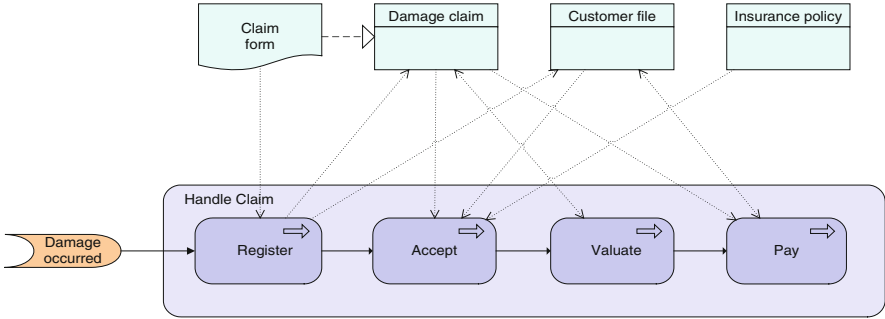 Claim
form
Damage claim
Customer file
Insurance policy
Handle Claim
Damage
occurred
Register
Accept
Valuate
Pay